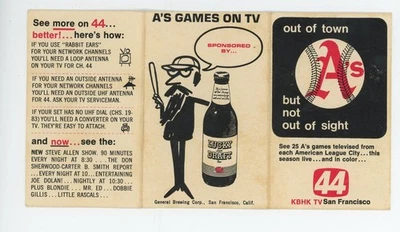 See more on 44...
better!... here's how:
IF YOU USE "RABBIT EARS"
FOR YOUR NETWORK CHANNELS
YOU'LL NEED A LOOP ANTENNA
ON YOUR TV FOR CH. 44
IF YOU NEED AN OUTSIDE ANTENNA
FOR YOUR NETWORK CHANNELS
YOU'LL NEED AN OUTSIDE UHF ANTENNA
FOR 44. ASK YOUR TV SERVICEMAN.
IF YOUR SET HAS NO UHF DIAL (CHS. 19-
83) YOU'LL NEED A CONVERTER ON YOUR
TV. THEY'RE EASY TO ATTACH.
and now...see the:
NEW STEVE ALLEN SHOW. 90 MINUTES
EVERY NIGHT AT 8:30 ... THE DON
SHERWOOD-CARTER B. SMITH REPORT
... EVERY NIGHT AT 10...ENTERTAINING
JOE DOLAN!... NIGHTLY AT 10:30...
PLUS BLONDIE... MR. ED... DOBBIE
GILLIS... LITTLE RASCALS...
A'S GAMES ON TV
SPONSORED
BY...
LUCKY
DRAFT
General Brewing Corp., San Francisco, Calif.
out of town
A's
but
not
out of sight
See 25 A's games televised from
each American League City...this
season live...and in color...
44
KBHK TV San Francisco